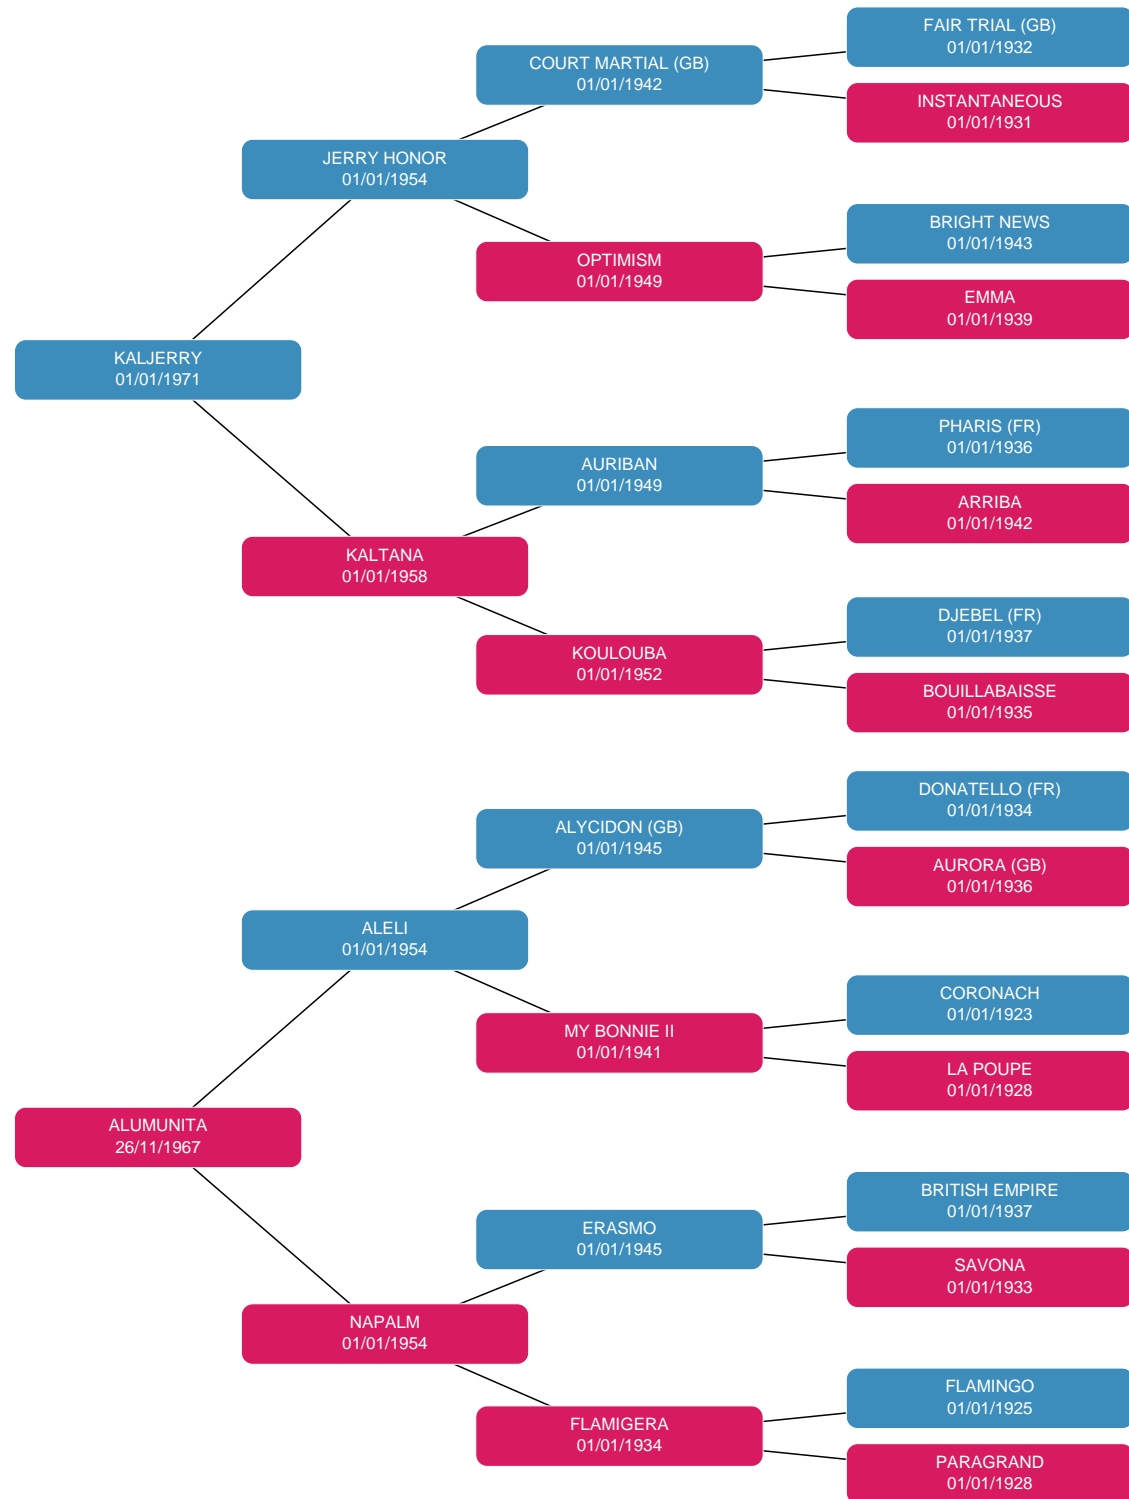 FAIR TRIAL (GB)
01/01/1932
COURT MARTIAL (GB)
01/01/1942
INSTANTANEOUS
01/01/1931
JERRY HONOR
01/01/1954
BRIGHT NEWS
01/01/1943
OPTIMISM
01/01/1949
EMMA
01/01/1939
KALJERRY
01/01/1971
PHARIS (FR)
01/01/1936
AURIBAN
01/01/1949
ARRIBA
01/01/1942
KALTANA
01/01/1958
DJEBEL (FR)
01/01/1937
KOULOUBA
01/01/1952
BOUILLABAISSE
01/01/1935
DONATELLO (FR)
01/01/1934
ALYCIDON (GB)
01/01/1945
AURORA (GB)
01/01/1936
ALELI
01/01/1954
CORONACH
01/01/1923
MY BONNIE II
01/01/1941
LA POUPE
01/01/1928
ALUMUNITA
26/11/1967
BRITISH EMPIRE
01/01/1937
ERASMO
01/01/1945
SAVONA
01/01/1933
NAPALM
01/01/1954
FLAMINGO
01/01/1925
FLAMIGERA
01/01/1934
PARAGRAND
01/01/1928